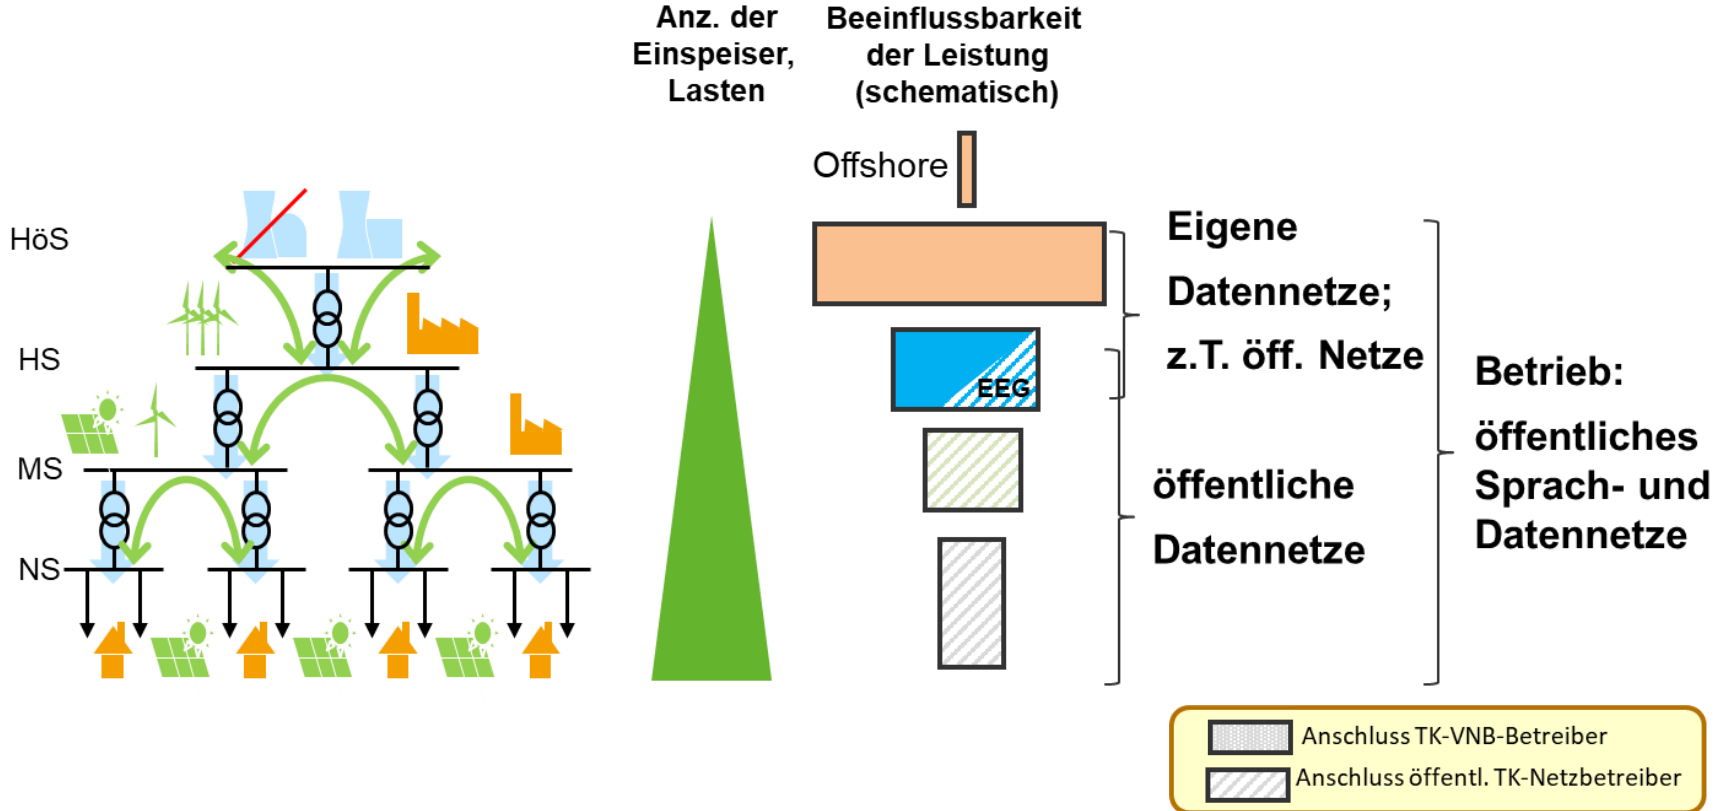 Anz. der
Einspeiser,
Lasten
Beeinflussbarkeit
der Leistung
(schematisch)
Offshore
HöS
HS
MS
NS
EEG
Eigene
Datennetze;
z.T. öff. Netze
öffentliche
Datennetze
Betrieb:
öffentliches
Sprach- und
Datennetze
Anschluss TK-VNB-Betreiber
Anschluss öffentl. TK-Netzbetreiber